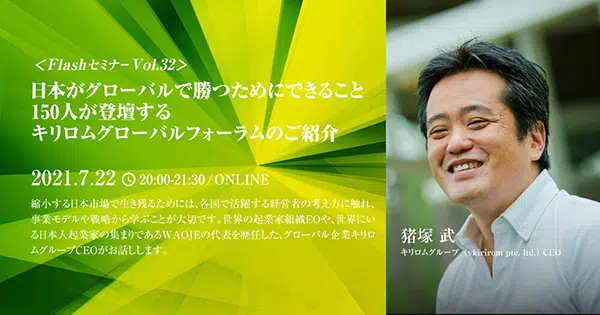 ＜Flashセミナー Vol.32＞
日本がグローバルで勝つためにできること
150人が登壇する
キリロムグローバルフォーラムのご紹介
2021.7.22 20:00-21:30/ONLINE
縮小する日本市場で生き残るためには、各国で活躍する経営者の考え方に触れ、
事業モデルや戦略から学ぶことが大切です。世界の起業家組織EOや、世界にい
る日本人起業家の集まりであるWAOJEの代表を歴任した、グローバル企業キリロ
ムグループCEOがお話しします。
猪塚 武
キリロムグループ （vkirirom pte. ltd.） CEO